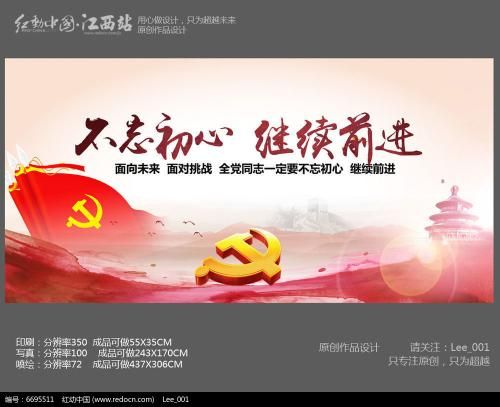 红动中国·江西站
用心做设计，只为超越未来
原创作品设计
不忘初心 继续前进
面向未来 面对挑战 全党同志一定要不忘初心 继续前进
印刷：分辨率350 成品可做55X35CM
写真：分辨率100 成品可做243X170CM
喷绘：分辨率72 成品可做437X306CM
原创作品设计 请关注：Lee_001
只专注原创，只为超越
编号：6695511 红动中国 (www.redocn.com) Lee_001